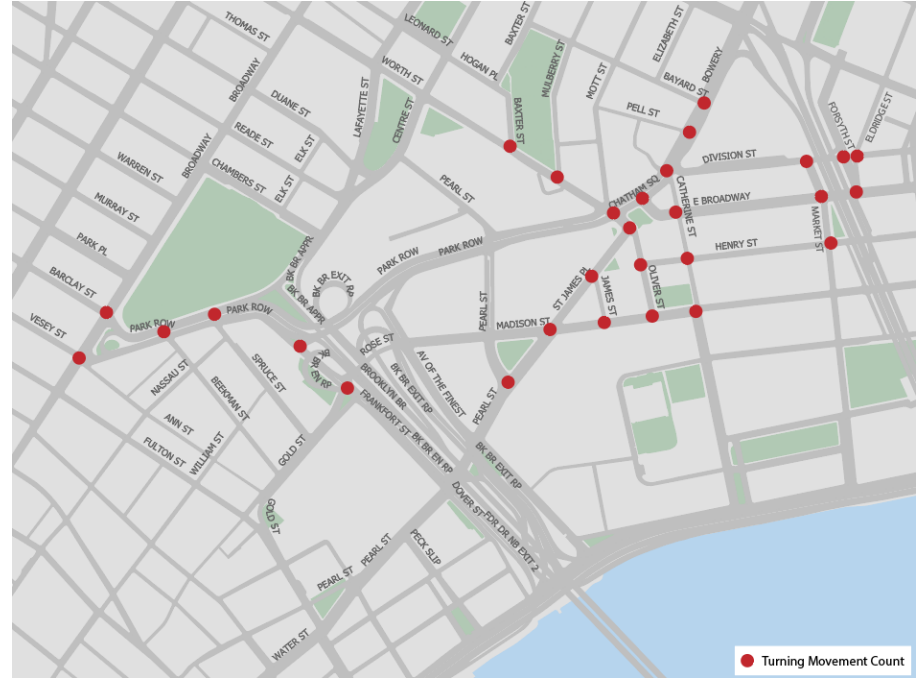 THOMAS ST
BROADWAY
LEONARD ST
BAXTER ST
ELIZABETH ST
BOWERY
HOGAN PL
MULBERRY ST
MOTT ST
BAYARD ST
WORTH ST
LAFAYETTE ST
CENTRE ST
BAXTER ST
PELL ST
FORSYTH ST
ELDRIDGE ST
DUANE ST
READE ST
ELK ST
BROADWAY
WARREN ST
CHAMBERS ST
ELK ST
DIVISION ST
PEARL ST
CHATHAM SQ
CATHERINE ST
E BROADWAY
MARKET ST
MURRAY ST
PARK PL
BARCLAY ST
VESEY ST
BK BR APPR
PARK ROW
PARK ROW
HENRY ST
BK BR EXIT RP
BK BR APPR
PEARL ST
ST JAMES PL
JAMES ST
OLIVER ST
PARK ROW
PARK ROW
MADISON ST
ROSE ST
NASSAU ST
BEEKMAN ST
SPRUCE ST
BK BR EN RP
BROOKLYN BR
BK BR EXIT RP
AV OF THE FINEST
ANN ST
FULTON ST
WILLIAM ST
GOLD ST
FRANKFORT ST
BK BR EN RP
PEARL ST
BK BR EXIT RP
GOLD ST
DOVER ST
FDR DR NB EXIT 2
PEARL ST
PECK SLIP
PEARL ST
WATER ST
Turning Movement Count